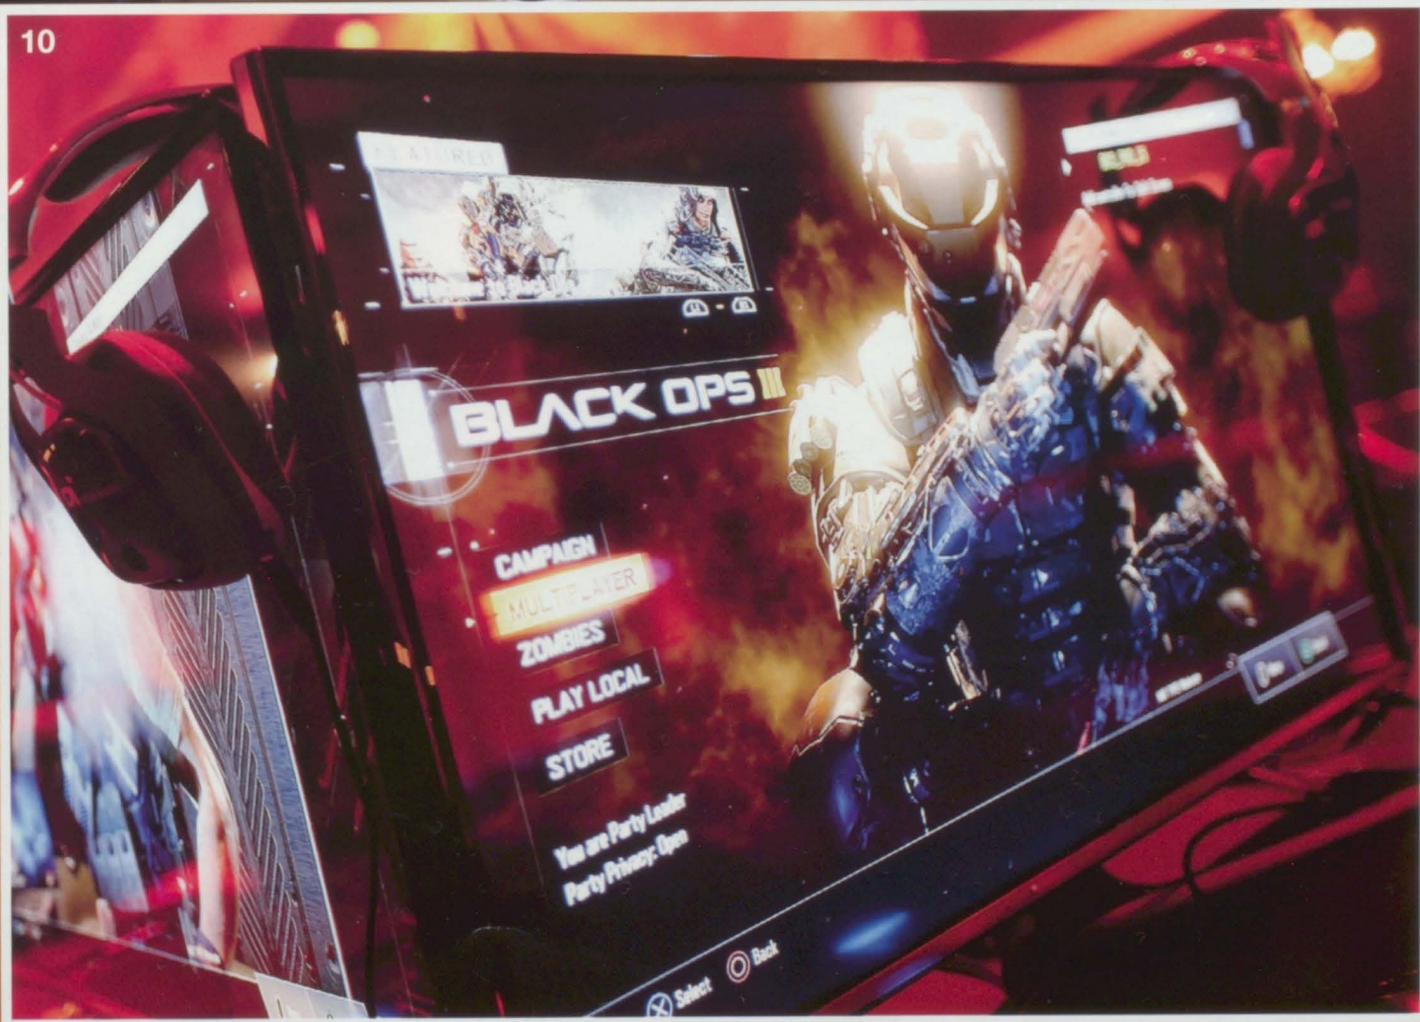 10
FEATURED
BLACK OPS III
CAMPAIGN
MULTIPLAYER
ZOMBIES
PLAY LOCAL
STORE
You are Party Leader
Party Privacy: Open
Select
Back